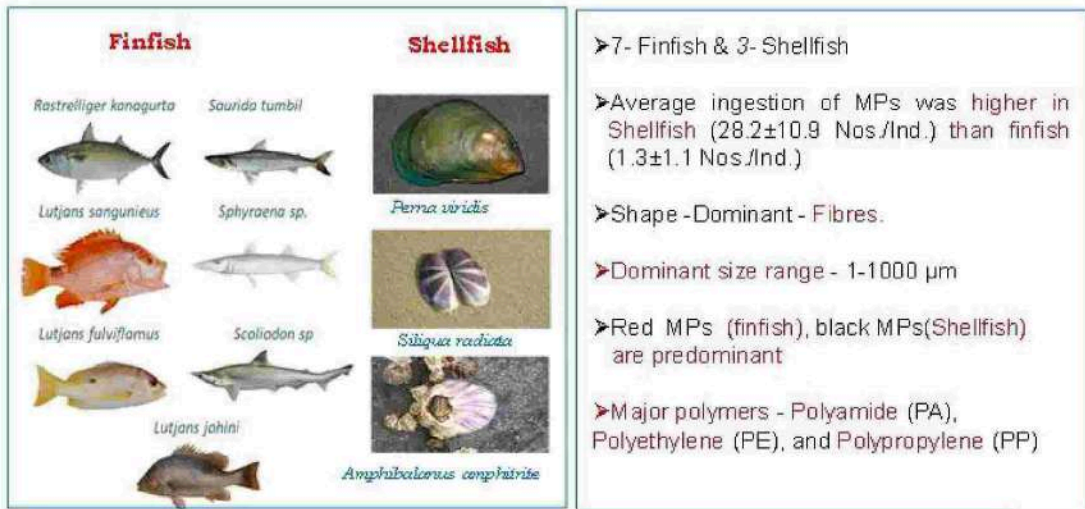 Finfish
Shellfish
Rastrelliger kanagurta
Saurida tumbil
Lutjans sangunieus
Sphyraena sp.
Lutjans fulviflamus
Scoliodon sp
Lutjans johini
Perna viridis
Siliqua radiata
Amphibalanus amphitrite
➤7- Finfish & 3- Shellfish
➤Average ingestion of MPs was higher in
Shellfish (28.2±10.9 Nos./Ind.) than finfish
(1.3±1.1 Nos./Ind.)
➤Shape -Dominant - Fibres.
➤Dominant size range - 1-1000 µm
➤Red MPs (finfish), black MPs(Shellfish)
are predominant
➤Major polymers - Polyamide (PA),
Polyethylene (PE), and Polypropylene (PP)